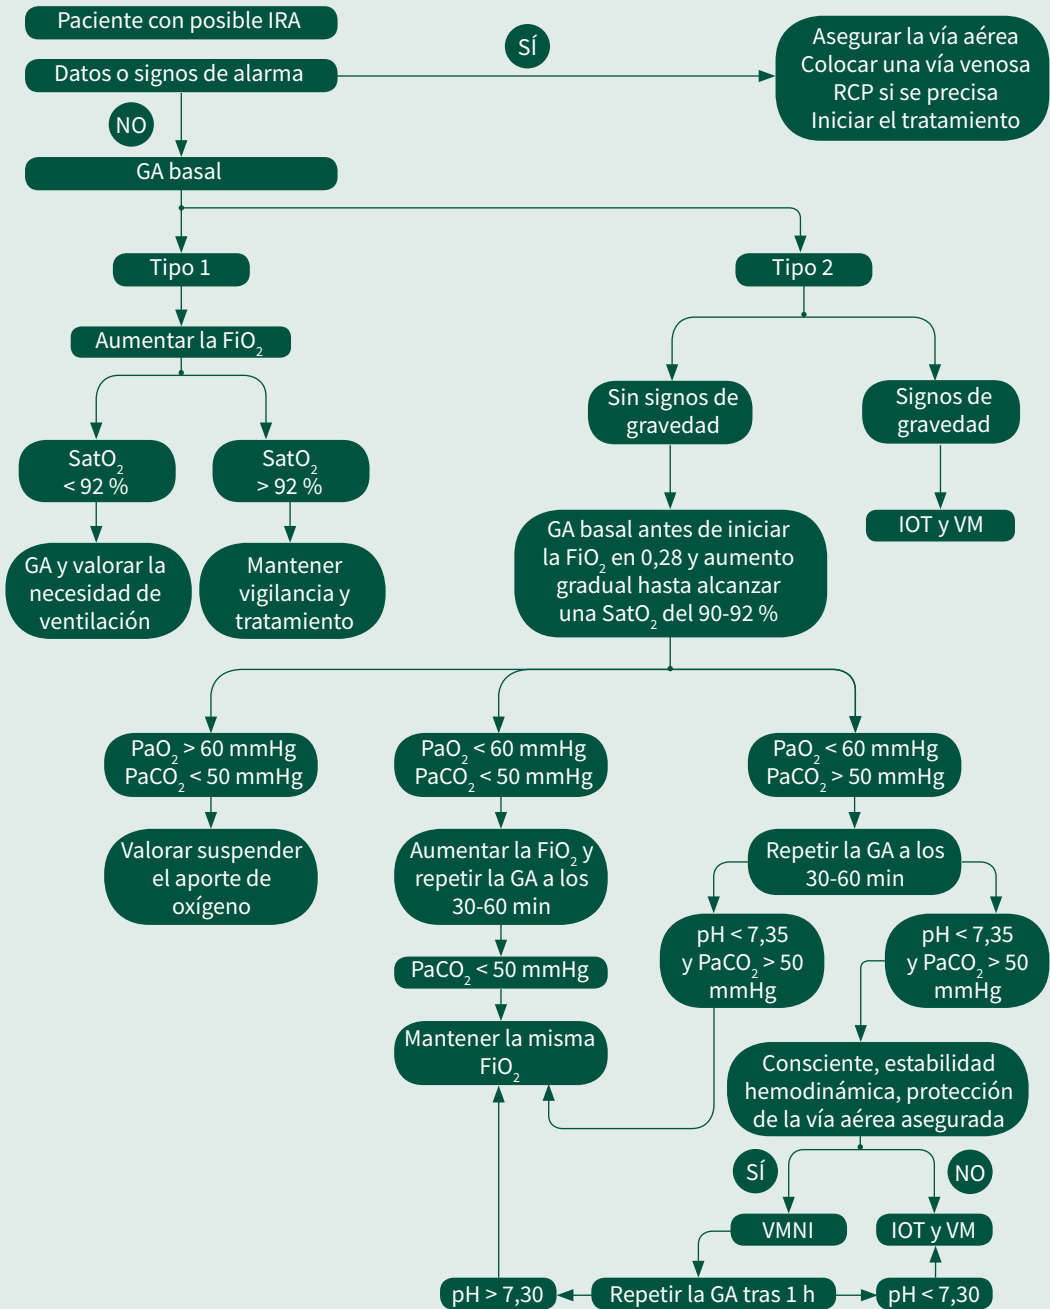 Paciente con posible IRA
Datos o signos de alarma
SÍ
Asegurar la vía aérea
Colocar una vía venosa
RCP si se precisa
Iniciar el tratamiento
NO
GA basal
Tipo 1
Tipo 2
Aumentar la FiO₂
Sin signos de
gravedad
Signos de
gravedad
SatO₂
< 92 %
SatO₂
> 92 %
GA y valorar la
necesidad de
ventilación
Mantener
vigilancia y
tratamiento
GA basal antes de iniciar
la FiO₂ en 0,28 y aumento
gradual hasta alcanzar
una SatO₂ del 90-92 %
IOT y VM
PaO₂ > 60 mmHg
PaCO₂ < 50 mmHg
PaO₂ < 60 mmHg
PaCO₂ < 50 mmHg
PaO₂ < 60 mmHg
PaCO₂ > 50 mmHg
Valorar suspender
el aporte de
oxígeno
Aumentar la FiO₂ y
repetir la GA a los
30-60 min
Repetir la GA a los
30-60 min
PaCO₂ < 50 mmHg
pH < 7,35
y PaCO₂ > 50
mmHg
pH < 7,35
y PaCO₂ > 50
mmHg
Mantener la misma
FiO₂
Consciente, estabilidad
hemodinámica, protección
de la vía aérea asegurada
SÍ
NO
VMNI
IOT y VM
pH > 7,30
Repetir la GA tras 1 h
pH < 7,30